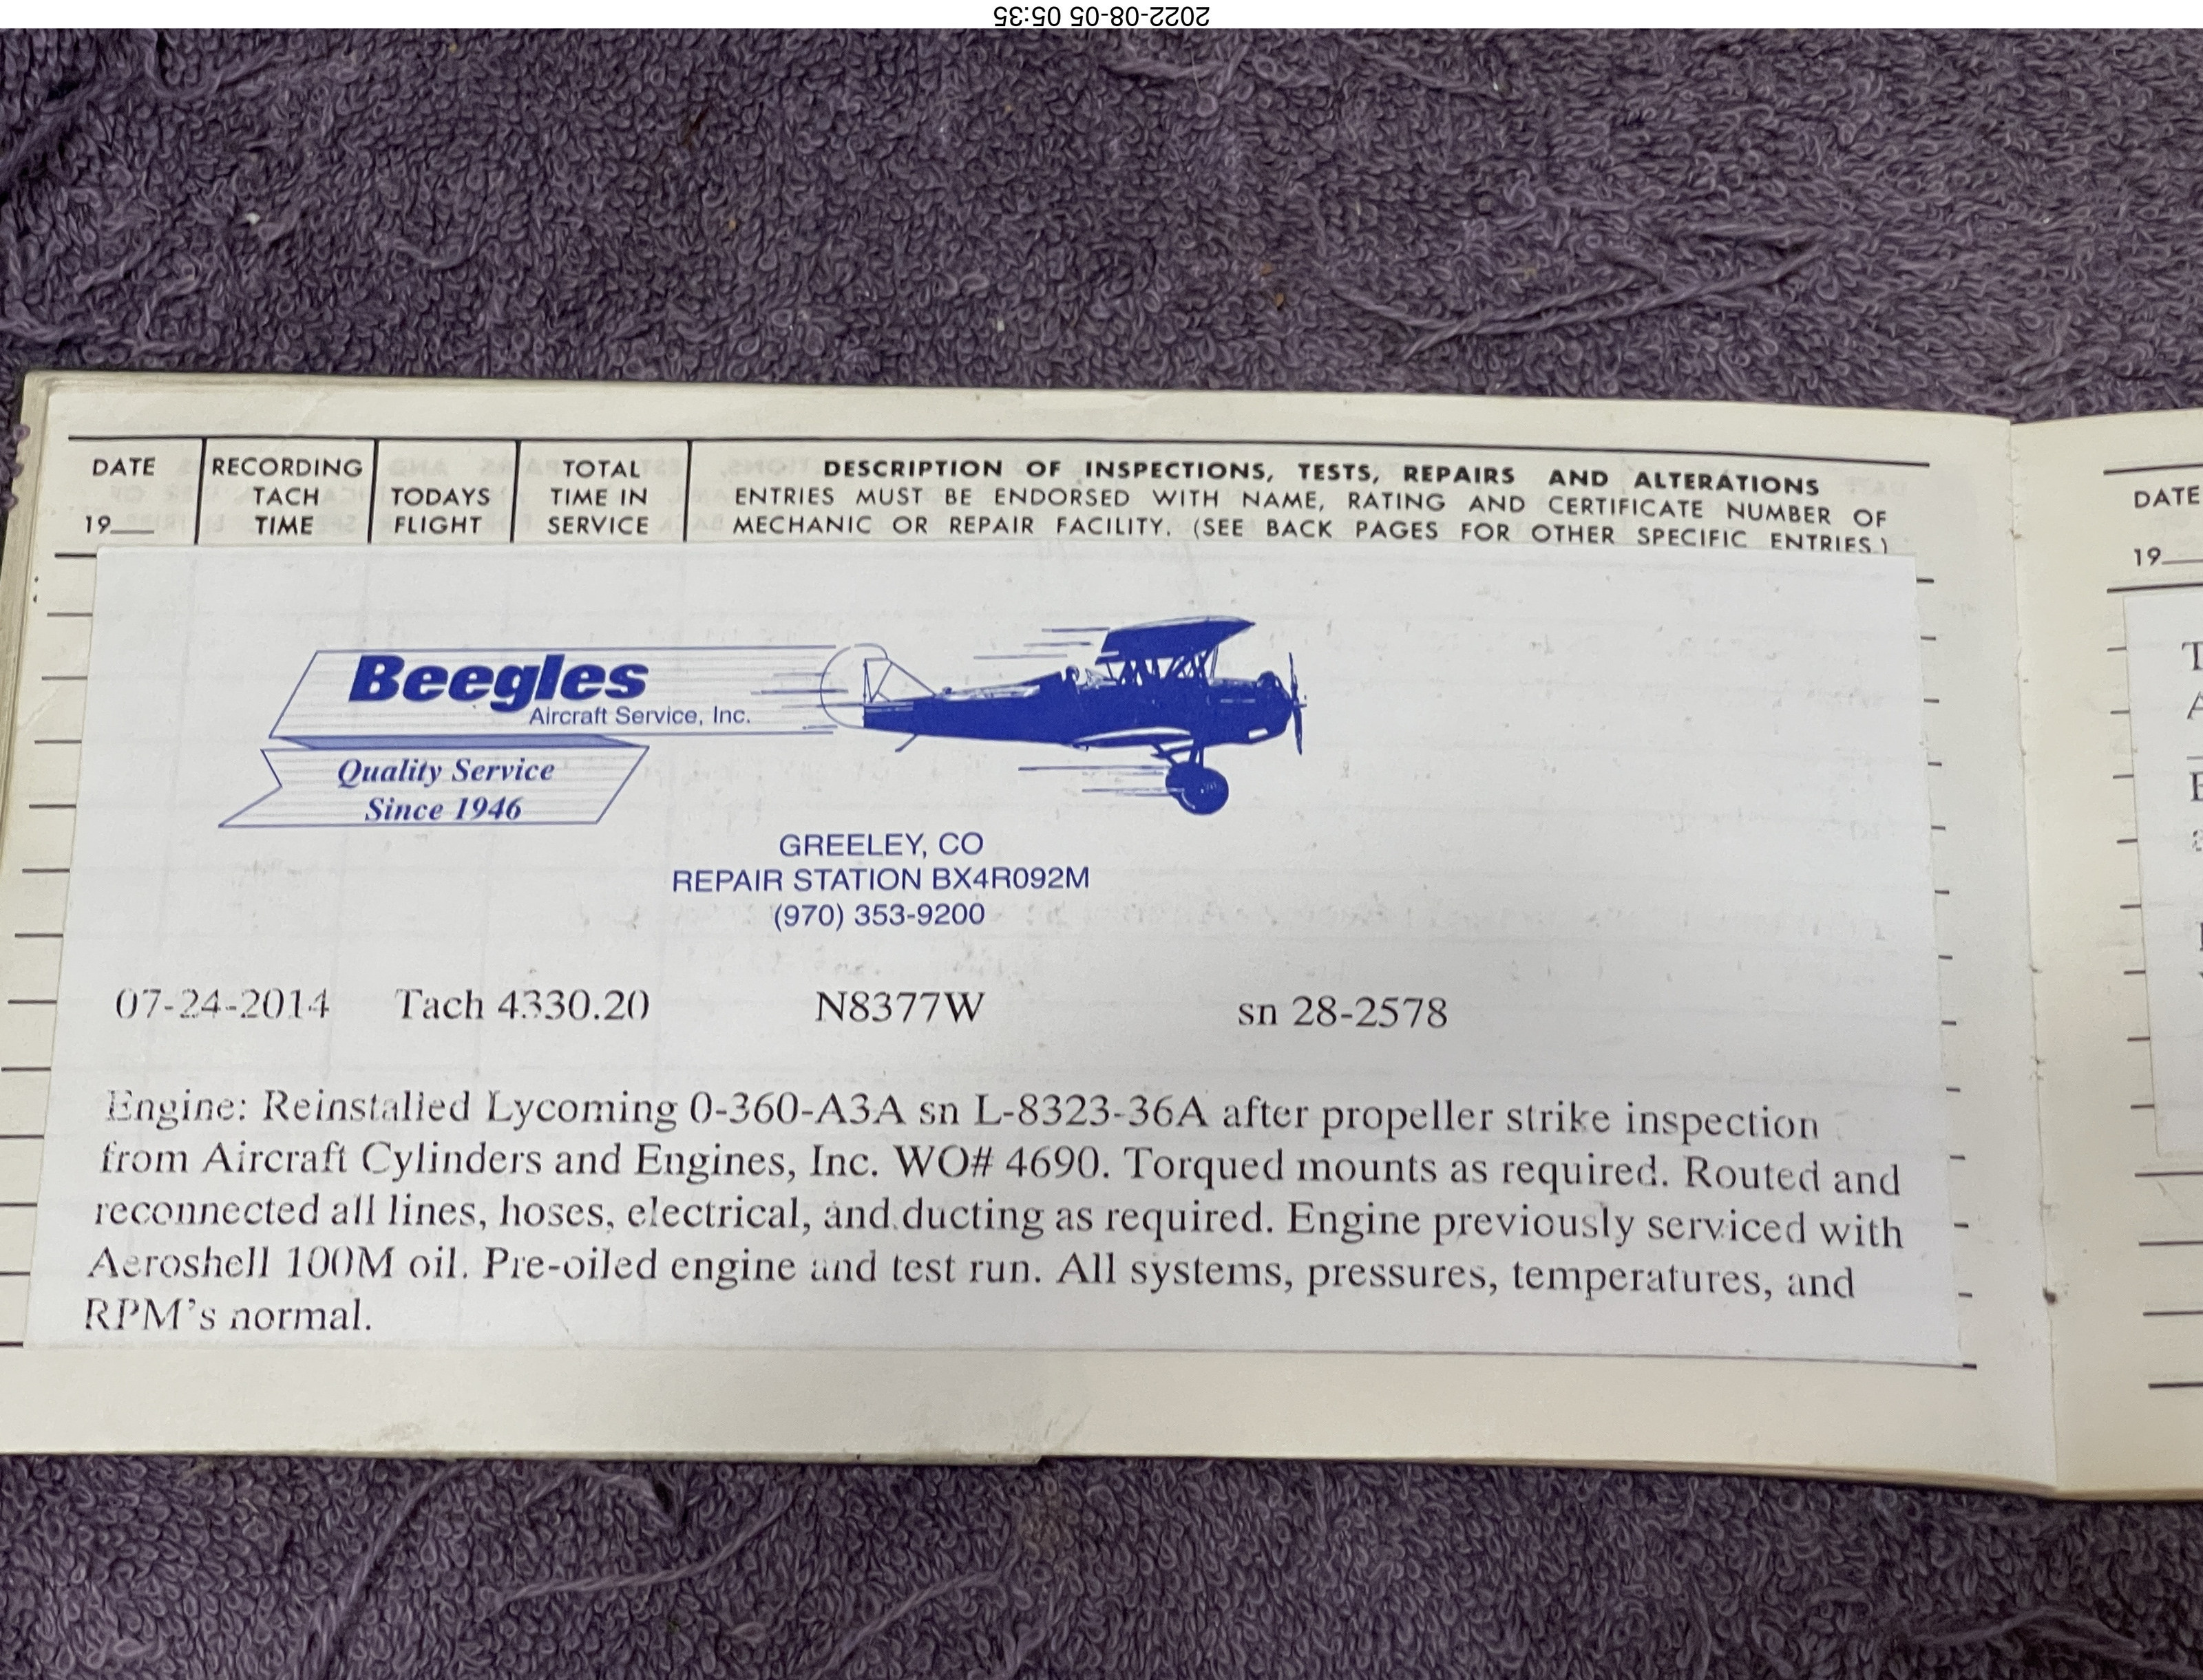 2022-08-05 05:35
DATE
19___
RECORDING
TACH
TIME
TODAYS
FLIGHT
TOTAL
TIME IN
SERVICE
DESCRIPTION OF INSPECTIONS, TESTS, REPAIRS AND ALTERATIONS
ENTRIES MUST BE ENDORSED WITH NAME, RATING AND CERTIFICATE NUMBER OF
MECHANIC OR REPAIR FACILITY. (SEE BACK PAGES FOR OTHER SPECIFIC ENTRIES.)
Beegles
Aircraft Service, Inc.
Quality Service
Since 1946
GREELEY, CO
REPAIR STATION BX4R092M
(970) 353-9200
07-24-2014 Tach 4330.20 N8377W sn 28-2578
Engine: Reinstalled Lycoming 0-360-A3A sn L-8323-36A after propeller strike inspection
from Aircraft Cylinders and Engines, Inc. WO# 4690. Torqued mounts as required. Routed and
reconnected all lines, hoses, electrical, and ducting as required. Engine previously serviced with
Aeroshell 100M oil. Pre-oiled engine and test run. All systems, pressures, temperatures, and
RPM's normal.
DATE
19